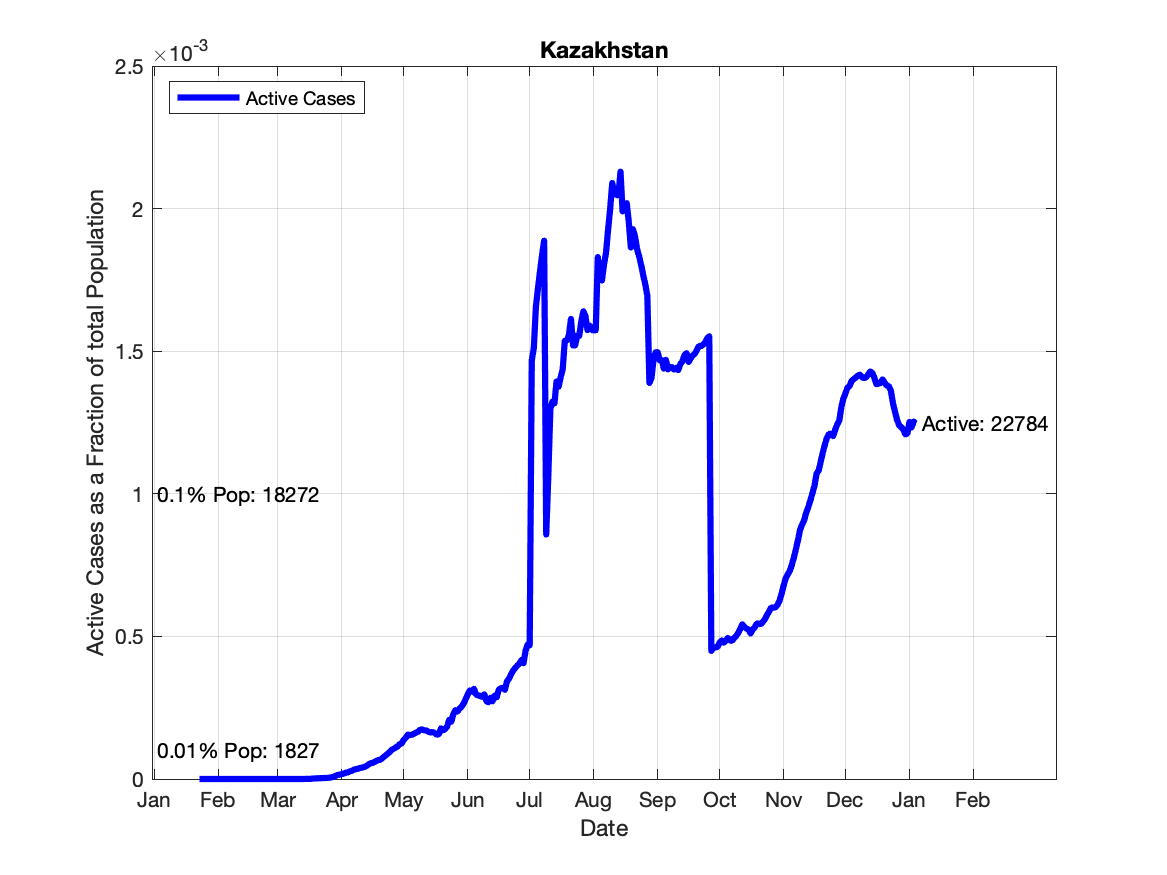 Kazakhstan
×10-3
2.5
2
1.5
1
0.5
0
Active Cases
Active: 22784
0.1% Pop: 18272
0.01% Pop: 1827
Active Cases as a Fraction of total Population
Jan Feb Mar Apr May Jun Jul Aug Sep Oct Nov Dec Jan Feb
Date